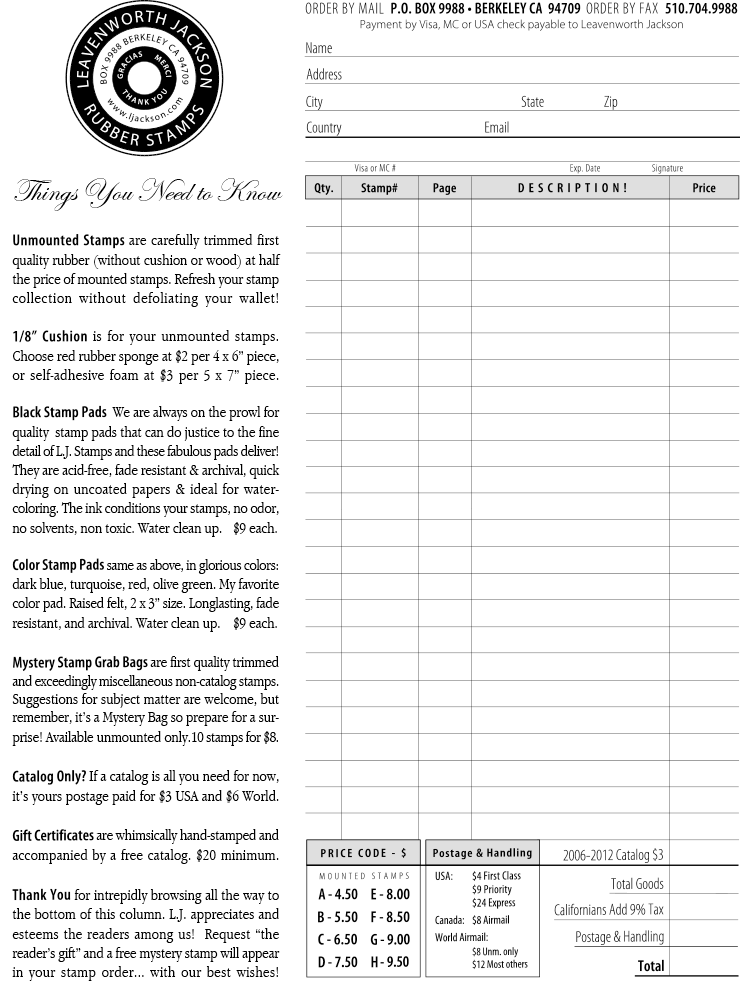 LEAVENWORTH JACKSON
RUBBER STAMPS
BOX 9988 BERKELEY CA 94709
www.ljackson.com
GRACIAS MERCI
THANK YOU
Things You Need to Know
Unmounted Stamps are carefully trimmed first
quality rubber (without cushion or wood) at half
the price of mounted stamps. Refresh your stamp
collection without defoliating your wallet!
1/8” Cushion is for your unmounted stamps.
Choose red rubber sponge at $2 per 4 x 6” piece,
or self-adhesive foam at $3 per 5 x 7” piece.
Black Stamp Pads We are always on the prowl for
quality stamp pads that can do justice to the fine
detail of L.J. Stamps and these fabulous pads deliver!
They are acid-free, fade resistant & archival, quick
drying on uncoated papers & ideal for water-
coloring. The ink conditions your stamps, no odor,
no solvents, non toxic. Water clean up. $9 each.
Color Stamp Pads same as above, in glorious colors:
dark blue, turquoise, red, olive green. My favorite
color pad. Raised felt, 2 x 3” size. Longlasting, fade
resistant, and archival. Water clean up. $9 each.
Mystery Stamp Grab Bags are first quality trimmed
and exceedingly miscellaneous non-catalog stamps.
Suggestions for subject matter are welcome, but
remember, it’s a Mystery Bag so prepare for a sur-
prise! Available unmounted only.10 stamps for $8.
Catalog Only? If a catalog is all you need for now,
it’s yours postage paid for $3 USA and $6 World.
Gift Certificates are whimsically hand-stamped and
accompanied by a free catalog. $20 minimum.
Thank You for intrepidly browsing all the way to
the bottom of this column. L.J. appreciates and
esteems the readers among us! Request “the
reader’s gift” and a free mystery stamp will appear
in your stamp order... with our best wishes!
ORDER BY MAIL P.O. BOX 9988 • BERKELEY CA 94709 ORDER BY FAX 510.704.9988
Payment by Visa, MC or USA check payable to Leavenworth Jackson
Name
Address
City State Zip
Country Email
Visa or MC # Exp. Date Signature
Qty. Stamp# Page DESCRIPTION! Price
PRICE CODE - $
MOUNTED STAMPS
A - 4.50 E - 8.00
B - 5.50 F - 8.50
C - 6.50 G - 9.00
D - 7.50 H - 9.50
Postage & Handling
USA: $4 First Class
$9 Priority
$24 Express
Canada: $8 Airmail
World Airmail:
$8 Unm. only
$12 Most others
2006-2012 Catalog $3
Total Goods
Californians Add 9% Tax
Postage & Handling
Total